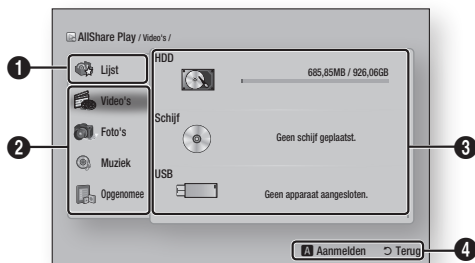 AllShare Play / Video's /
1
Lijst
2
Video's
Foto's
Muziek
Opgenomee
HDD
685,85MB / 926,06GB
Schijf
Geen schijf geplaatst.
USB
Geen apparaat aangesloten.
3
A Aanmelden Terug
4